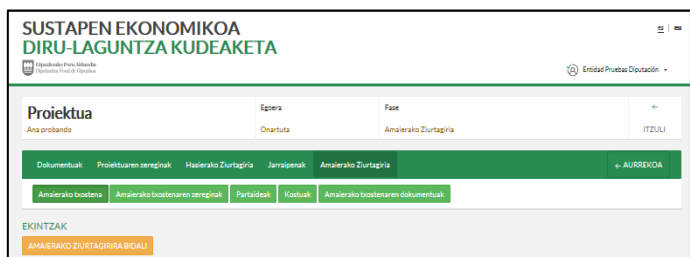 SUSTAPEN EKONOMIKOA
es | eu
DIRU-LAGUNTZA KUDEAKETA
Gipuzkoako Foru Aldundia
Diputación Foral de Gipuzkoa
Entidad Pruebas Diputación
Proiektua
Egoera
Fase
←
Ana probando
Onartuta
Amaierako Ziurtagiria
ITZULI
Dokumentuak Proiektuaren zereginak Hasierako Ziurtagiria Jarraipenak Amaierako Ziurtagiria ← AURREKOA
Amaierako txostena Amaierako txostenaren zereginak Partaideak Kostuak Amaierako txostenaren dokumentuak
EKINTZAK
AMAIERAKO ZIURTAGIRIRA BIDALI